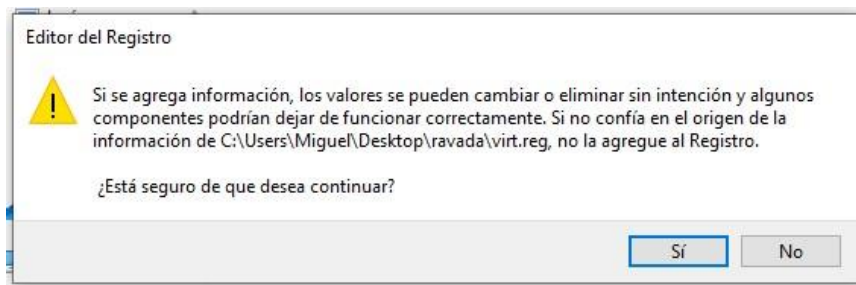 Editor del Registro
Si se agrega información, los valores se pueden cambiar o eliminar sin intención y algunos
componentes podrían dejar de funcionar correctamente. Si no confía en el origen de la
información de C:\Users\Miguel\Desktop\ravada\virt.reg, no la agregue al Registro.
¿Está seguro de que desea continuar?
Sí
No